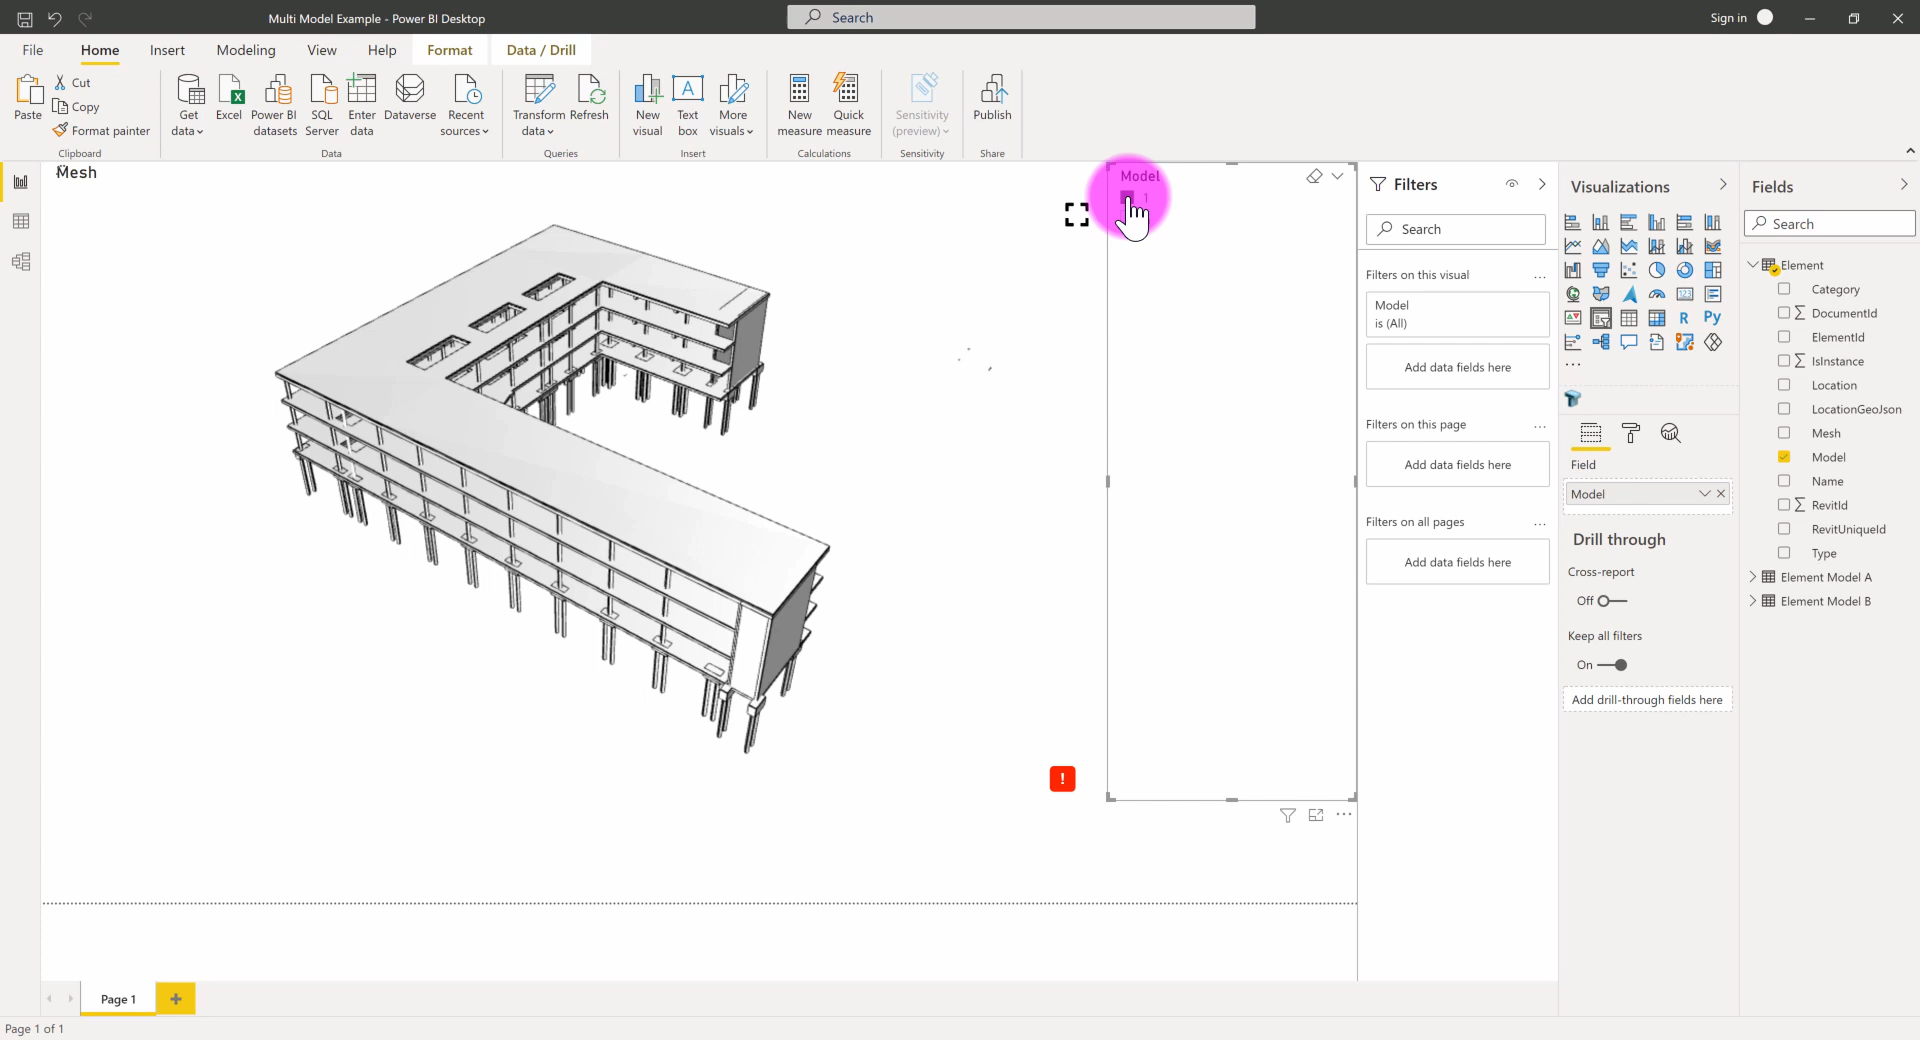 Multi Model Example - Power BI Desktop
Search
Sign in
File
Home
Insert
Modeling
View
Help
Format
Data / Drill
Paste
Cut
Copy
Format painter
Clipboard
Get data
Excel
Power BI datasets
SQL Server
Enter data
Dataverse
Recent sources
Data
Transform data
Refresh
Queries
New visual
Text box
More visuals
Insert
New measure
Quick measure
Calculations
Sensitivity (preview)
Sensitivity
Publish
Share
Mesh
Model
1
!
Filters
Search
Filters on this visual
...
Model
is (All)
Add data fields here
Filters on this page
...
Add data fields here
Filters on all pages
...
Add data fields here
Visualizations
123
R
Py
...
Field
Model
Drill through
Cross-report
Off
Keep all filters
On
Add drill-through fields here
Fields
Search
Element
Category
∑ DocumentId
ElementId
∑ IsInstance
Location
LocationGeoJson
Mesh
Model
Name
∑ RevitId
RevitUniqueId
Type
Element Model A
Element Model B
Page 1
+
Page 1 of 1